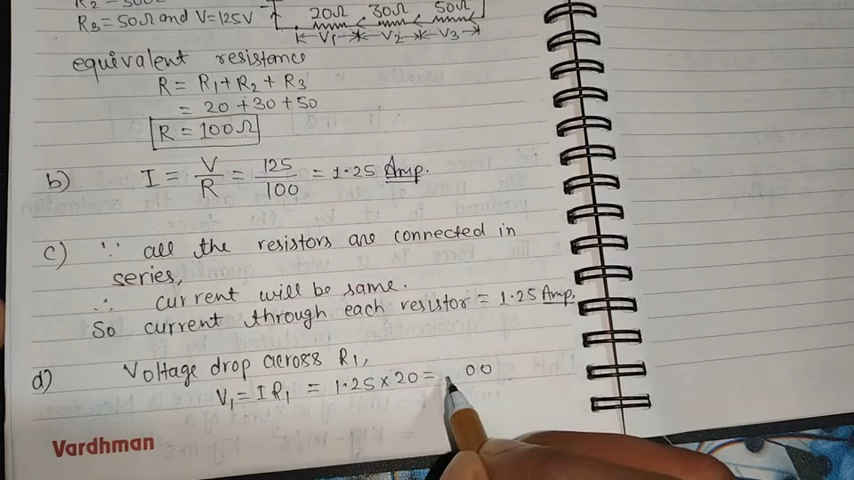 R3 = 50Ω and V = 125V
20Ω 30Ω 50Ω
V1 V2 V3
equivalent resistance
R = R1 + R2 + R3
= 20 + 30 + 50
R = 100Ω
b) I = V/R = 125/100 = 1.25 Amp.
c) ∵ all the resistors are connected in
series,
∴ current will be same.
So current through each resistor = 1.25 Amp.
d) Voltage drop across R1,
V1 = I R1 = 1.25 × 20 = 00
Vardhman